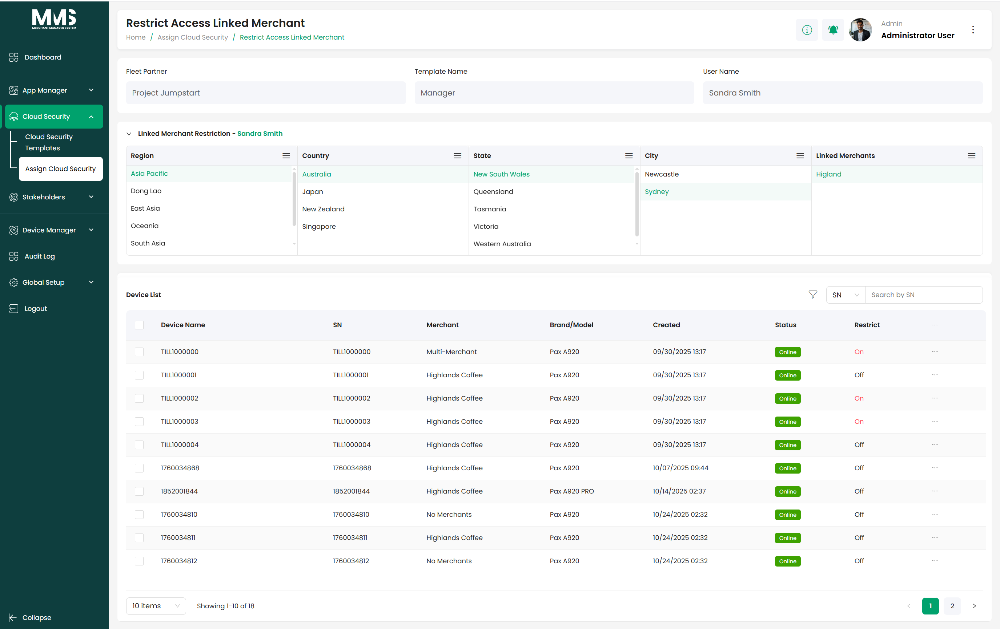 MMS
MERCHANT MANAGER SYSTEM
Dashboard
App Manager
Cloud Security
Cloud Security
Templates
Assign Cloud Security
Stakeholders
Device Manager
Audit Log
Global Setup
Logout
Collapse
Restrict Access Linked Merchant
Home / Assign Cloud Security / Restrict Access Linked Merchant
Admin
Administrator User
Fleet Partner
Project Jumpstart
Template Name
Manager
User Name
Sandra Smith
Linked Merchant Restriction - Sandra Smith
Region
Asia Pacific
Dong Lao
East Asia
Oceania
South Asia
Country
Australia
Japan
New Zealand
Singapore
State
New South Wales
Queensland
Tasmania
Victoria
Western Australia
City
Newcastle
Sydney
Linked Merchants
Higland
Device List
SN
Search by SN
Device Name SN Merchant Brand/Model Created Status Restrict ...
TILL1000000 TILL1000000 Multi-Merchant Pax A920 09/30/2025 13:17 Online On ...
TILL1000001 TILL1000001 Highlands Coffee Pax A920 09/30/2025 13:17 Online Off ...
TILL1000002 TILL1000002 Highlands Coffee Pax A920 09/30/2025 13:17 Online On ...
TILL1000003 TILL1000003 Highlands Coffee Pax A920 09/30/2025 13:17 Online On ...
TILL1000004 TILL1000004 Highlands Coffee Pax A920 09/30/2025 13:17 Online Off ...
1760034868 1760034868 Highlands Coffee Pax A920 10/07/2025 09:44 Online Off ...
1852001844 1852001844 Highlands Coffee Pax A920 PRO 10/14/2025 02:37 Online Off ...
1760034810 1760034810 No Merchants Pax A920 10/24/2025 02:32 Online Off ...
1760034811 1760034811 Highlands Coffee Pax A920 10/24/2025 02:32 Online Off ...
1760034812 1760034812 No Merchants Pax A920 10/24/2025 02:32 Online Off ...
10 items
Showing 1-10 of 18
< 1 2 >